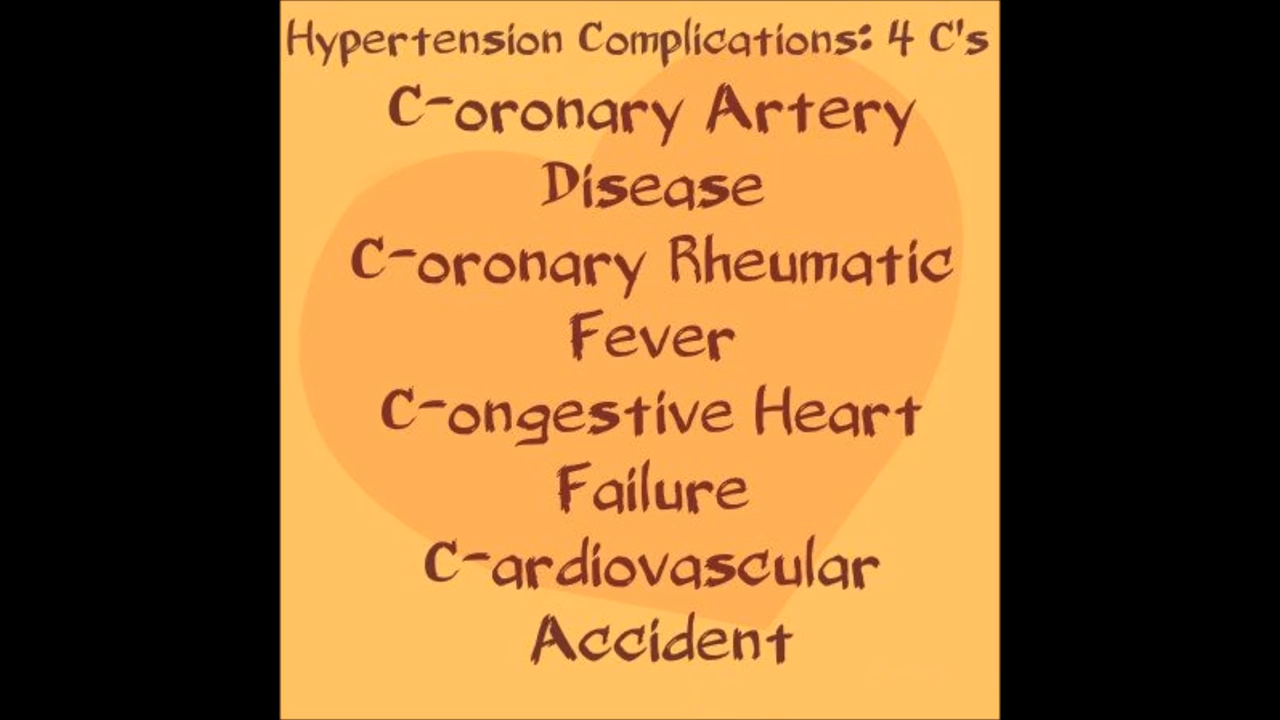 Hypertension Complications: 4 C's
C-oronary Artery
Disease
C-oronary Rheumatic
Fever
C-ongestive Heart
Failure
C-ardiovascular
Accident